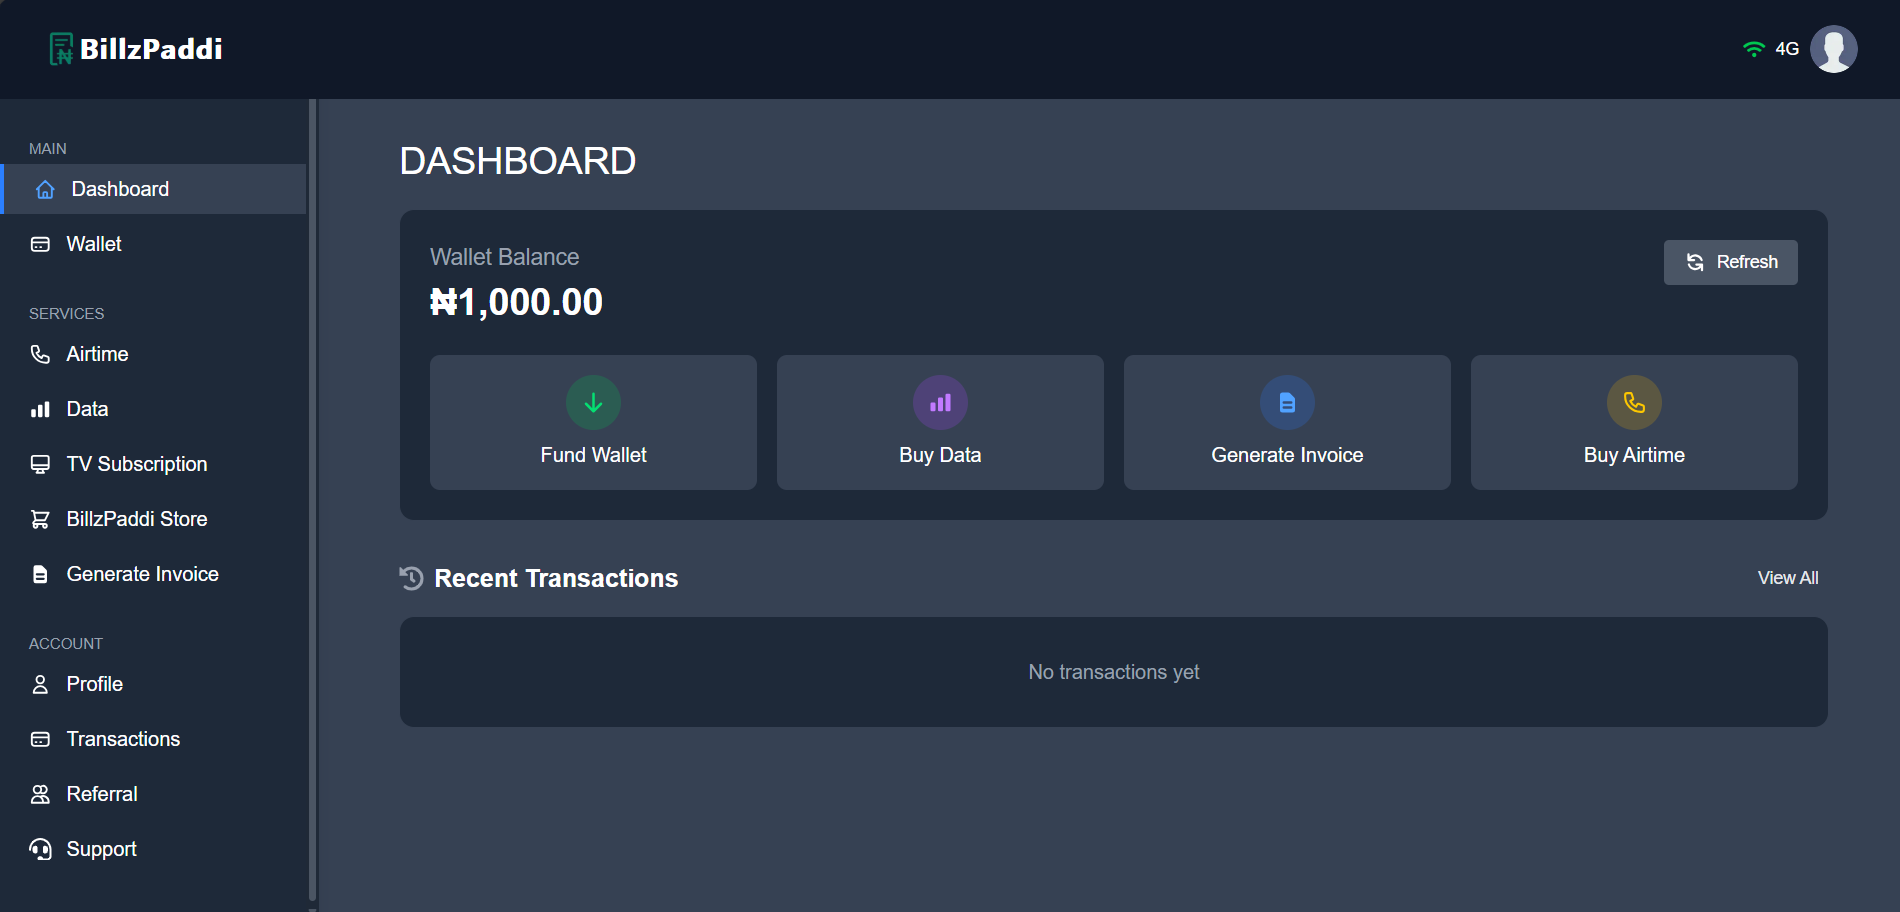 BillzPaddi
4G
MAIN
Dashboard
Wallet
SERVICES
Airtime
Data
TV Subscription
BillzPaddi Store
Generate Invoice
ACCOUNT
Profile
Transactions
Referral
Support
DASHBOARD
Wallet Balance
₦1,000.00
Refresh
Fund Wallet
Buy Data
Generate Invoice
Buy Airtime
Recent Transactions
View All
No transactions yet